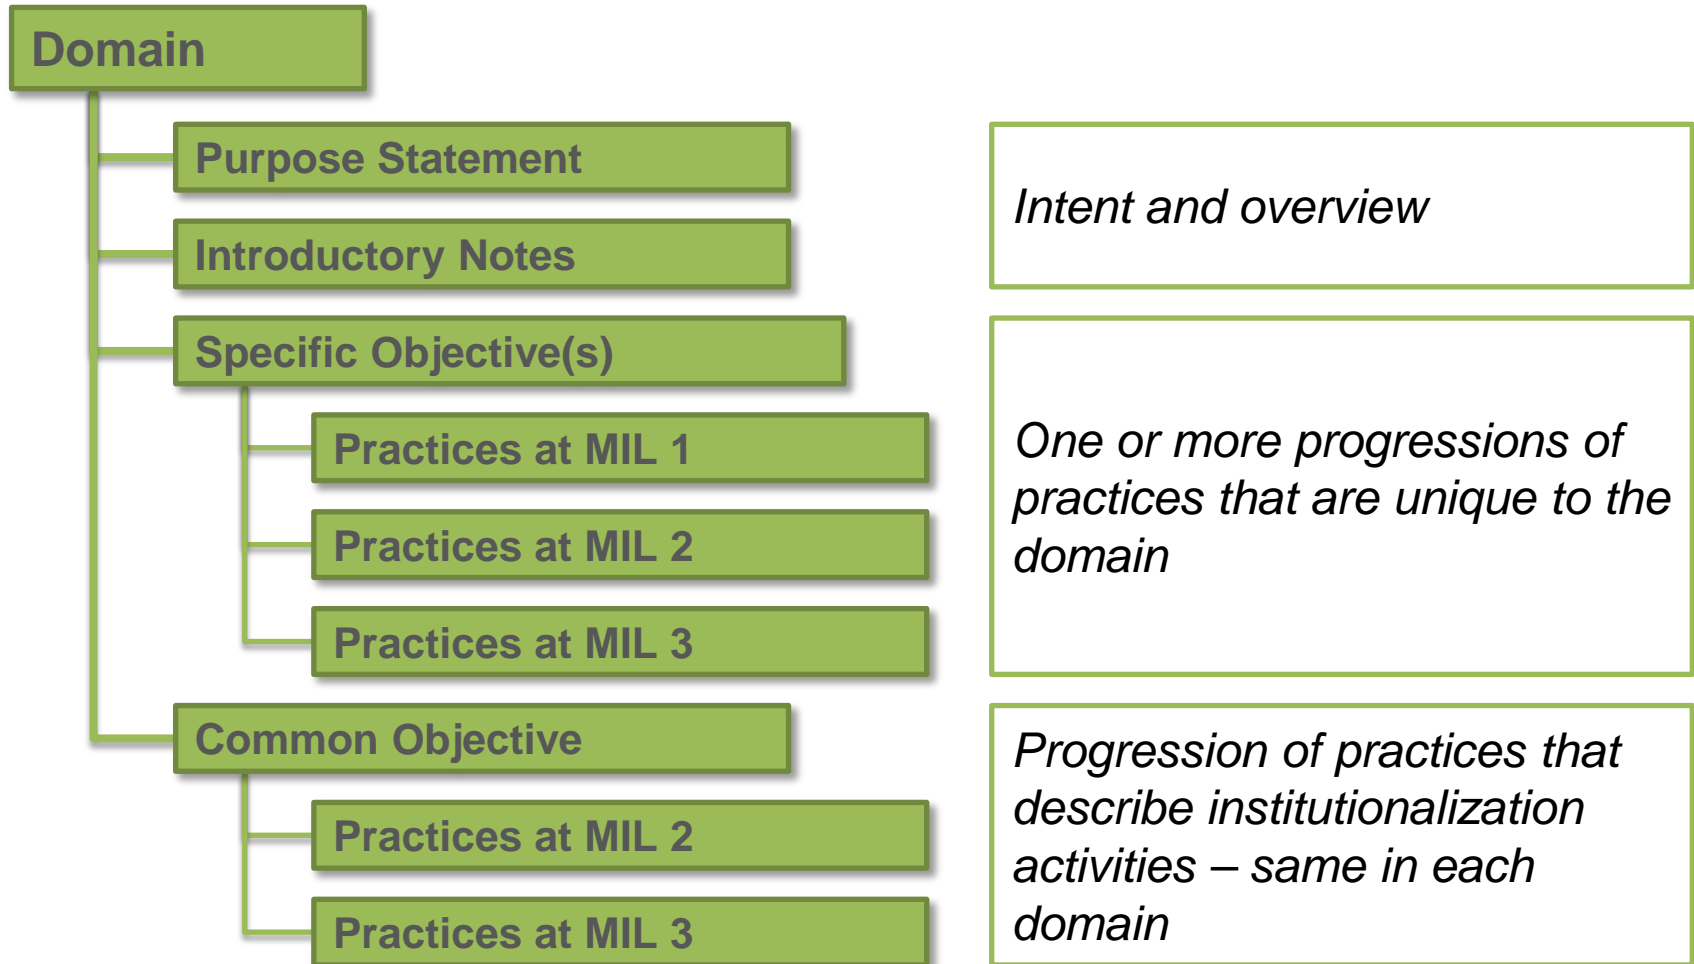 Domain
Purpose Statement
Introductory Notes
Intent and overview
Specific Objective(s)
Practices at MIL 1
Practices at MIL 2
Practices at MIL 3
One or more progressions of
practices that are unique to the
domain
Common Objective
Practices at MIL 2
Practices at MIL 3
Progression of practices that
describe institutionalization
activities – same in each
domain